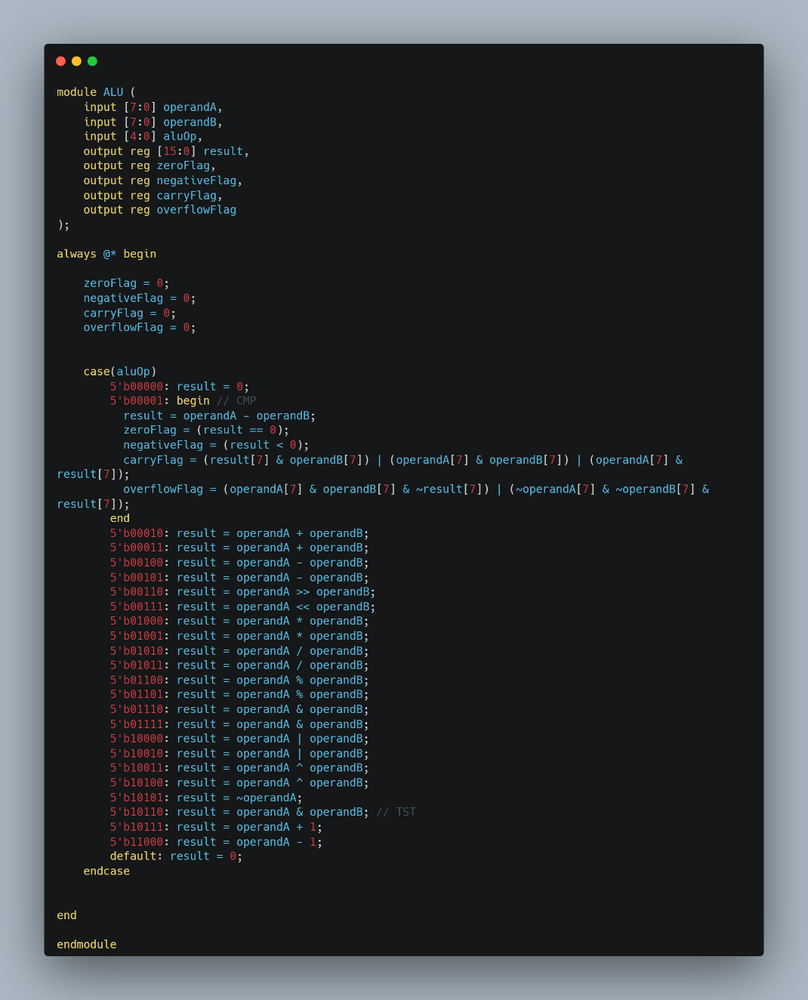 module ALU (
    input [7:0] operandA,
    input [7:0] operandB,
    input [4:0] aluOp,
    output reg [15:0] result,
    output reg zeroFlag,
    output reg negativeFlag,
    output reg carryFlag,
    output reg overflowFlag
);
always @* begin
    zeroFlag = 0;
    negativeFlag = 0;
    carryFlag = 0;
    overflowFlag = 0;
    case(aluOp)
        5'b00000: result = 0;
        5'b00001: begin // CMP
          result = operandA - operandB;
          zeroFlag = (result == 0);
          negativeFlag = (result < 0);
          carryFlag = (result[7] & operandB[7]) | (operandA[7] & operandB[7]) | (operandA[7] &
result[7]);
          overflowFlag = (operandA[7] & operandB[7] & ~result[7]) | (~operandA[7] & ~operandB[7] &
result[7]);
        end
        5'b00010: result = operandA + operandB;
        5'b00011: result = operandA + operandB;
        5'b00100: result = operandA - operandB;
        5'b00101: result = operandA - operandB;
        5'b00110: result = operandA >> operandB;
        5'b00111: result = operandA << operandB;
        5'b01000: result = operandA * operandB;
        5'b01001: result = operandA * operandB;
        5'b01010: result = operandA / operandB;
        5'b01011: result = operandA / operandB;
        5'b01100: result = operandA % operandB;
        5'b01101: result = operandA % operandB;
        5'b01110: result = operandA & operandB;
        5'b01111: result = operandA & operandB;
        5'b10000: result = operandA | operandB;
        5'b10010: result = operandA | operandB;
        5'b10011: result = operandA ^ operandB;
        5'b10100: result = operandA ^ operandB;
        5'b10101: result = ~operandA;
        5'b10110: result = operandA & operandB; // TST
        5'b10111: result = operandA + 1;
        5'b11000: result = operandA - 1;
        default: result = 0;
    endcase
end
endmodule